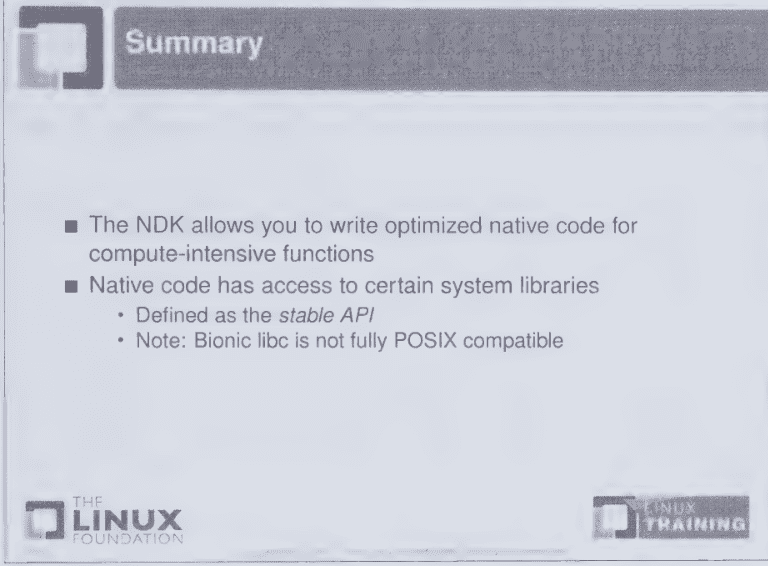 Summary
■ The NDK allows you to write optimized native code for
compute-intensive functions
■ Native code has access to certain system libraries
• Defined as the stable API
• Note: Bionic libc is not fully POSIX compatible
THE
LINUX
FOUNDATION
LINUX
TRAINING